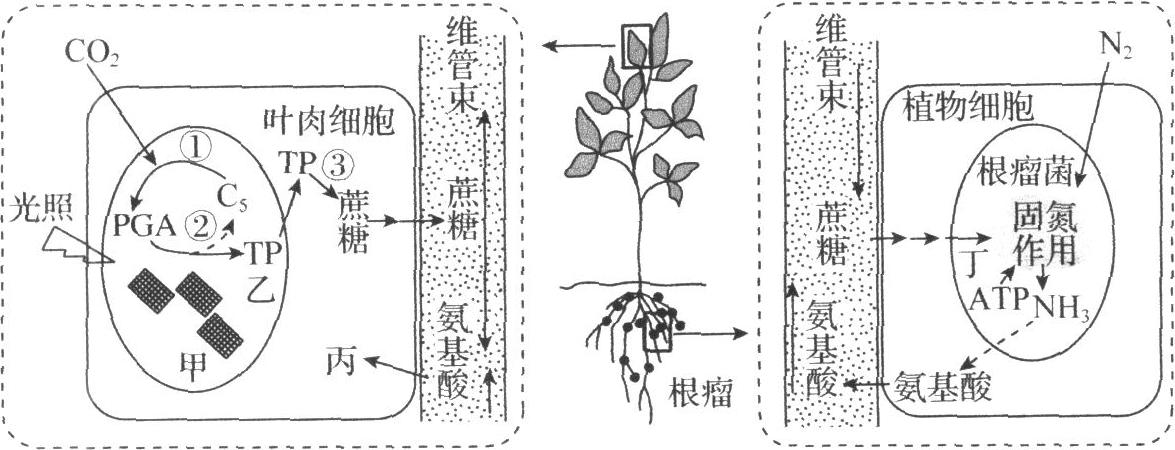 CO₂
维管束
叶肉细胞
①
TP③
C₅
光照
PGA②
TP
乙
蔗糖
蔗糖
甲
丙
氨基酸
根瘤
维管束
N₂
植物细胞
根瘤菌
蔗糖
固氮
作用
丁
ATP
NH₃
氨基酸
氨基酸